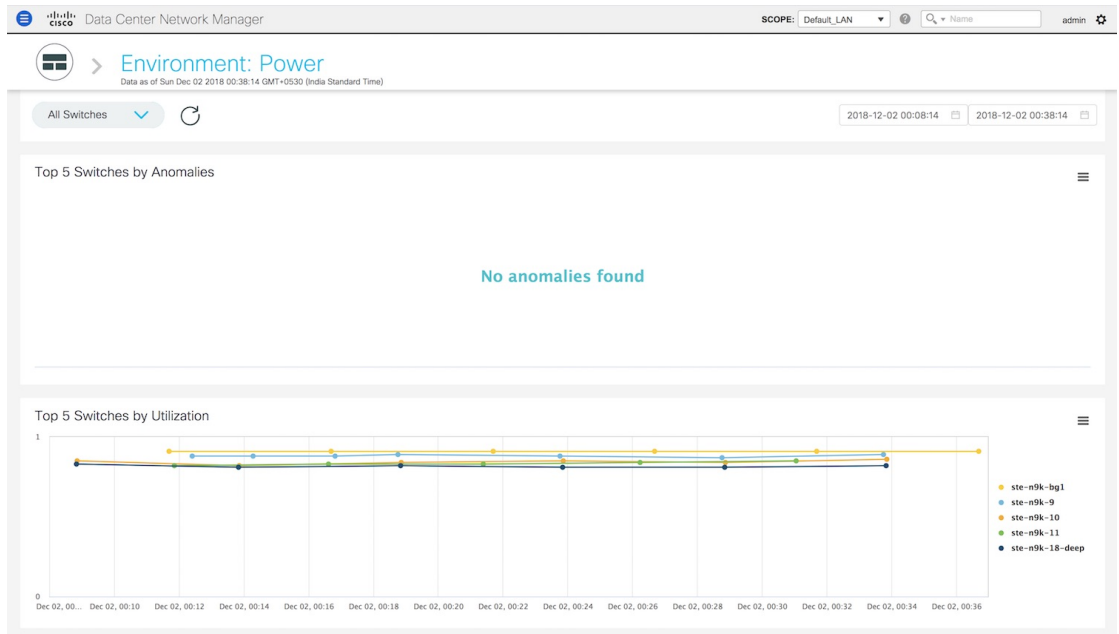 cisco Data Center Network Manager SCOPE: Default_LAN Name admin
Environment: Power
Data as of Sun Dec 02 2018 00:38:14 GMT+0530 (India Standard Time)
All Switches 2018-12-02 00:08:14 2018-12-02 00:38:14
Top 5 Switches by Anomalies
No anomalies found
Top 5 Switches by Utilization
1
ste-n9k-bg1
ste-n9k-9
ste-n9k-10
ste-n9k-11
ste-n9k-18-deep
0
Dec 02, 00... Dec 02, 00:10 Dec 02, 00:12 Dec 02, 00:14 Dec 02, 00:16 Dec 02, 00:18 Dec 02, 00:20 Dec 02, 00:22 Dec 02, 00:24 Dec 02, 00:26 Dec 02, 00:28 Dec 02, 00:30 Dec 02, 00:32 Dec 02, 00:34 Dec 02, 00:36